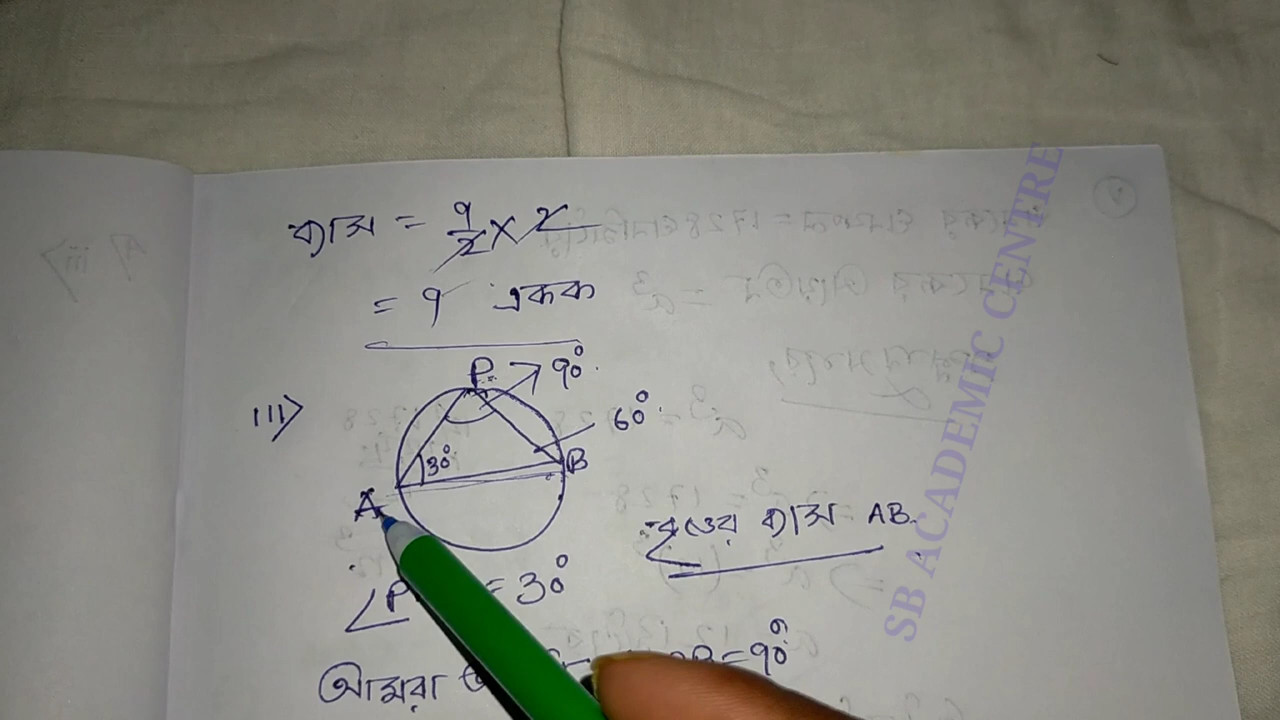 ব্যাস = 9/2 × 2
= 9 একক
P → 90°
iii>
60°
30°
B
A
বৃত্তের ব্যাস AB.
∠P = 30°
আমরা = 90°
SB ACADEMIC CENTRE